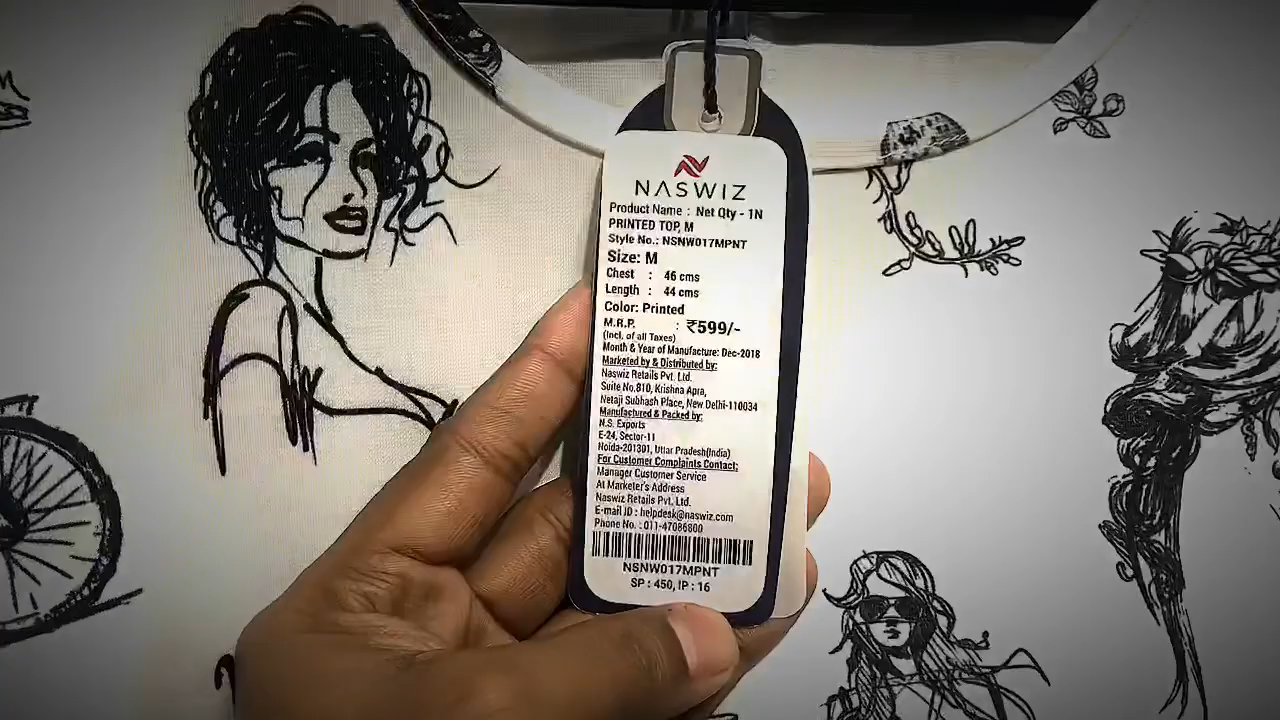 NASWIZ
Product Name : Net Qty - 1N
PRINTED TOP, M
Style No.: NSNW017MPNT
Size: M
Chest : 46 cms
Length : 44 cms
Color: Printed
M.R.P. : ₹599/-
(Incl. of all Taxes)
Month & Year of Manufacture: Dec-2018
Marketed by & Distributed by:
Naswiz Retails Pvt. Ltd.
Suite No.810, Krishna Apra,
Netaji Subhash Place, New Delhi-110034
Manufactured & Packed by:
N.S. Exports
E-24, Sector-11
Noida-201301, Uttar Pradesh(India)
For Customer Complaints Contact:
Manager Customer Service
At Marketer's Address
Naswiz Retails Pvt. Ltd.
E-mail ID : helpdesk@naswiz.com
Phone No. : 011-47086800
NSNW017MPNT
SP : 450, IP : 16